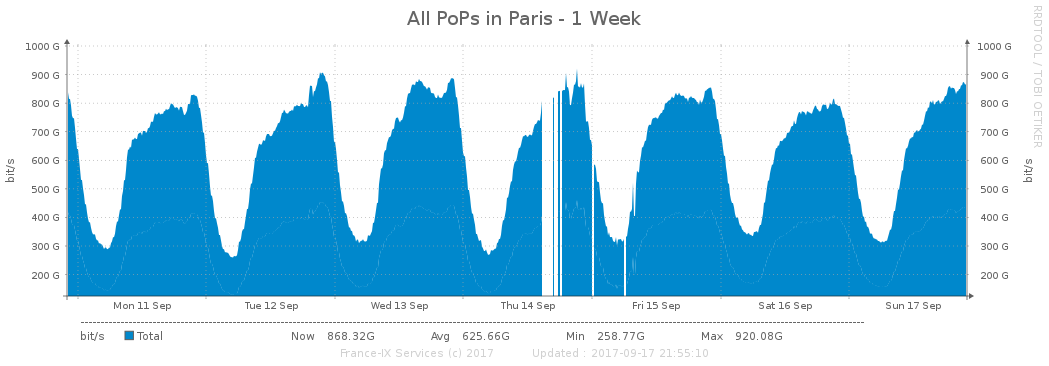 All PoPs in Paris - 1 Week
RRDTOOL / TOBI OETIKER
1000 G 1000 G
900 G 900 G
800 G 800 G
700 G 700 G
600 G 600 G
500 G 500 G
400 G 400 G
300 G 300 G
200 G 200 G
bit/s bit/s
Mon 11 Sep Tue 12 Sep Wed 13 Sep Thu 14 Sep Fri 15 Sep Sat 16 Sep Sun 17 Sep
bit/s Total Now 868.32G Avg 625.66G Min 258.77G Max 920.08G
France-IX Services (c) 2017 Updated : 2017-09-17 21:55:10